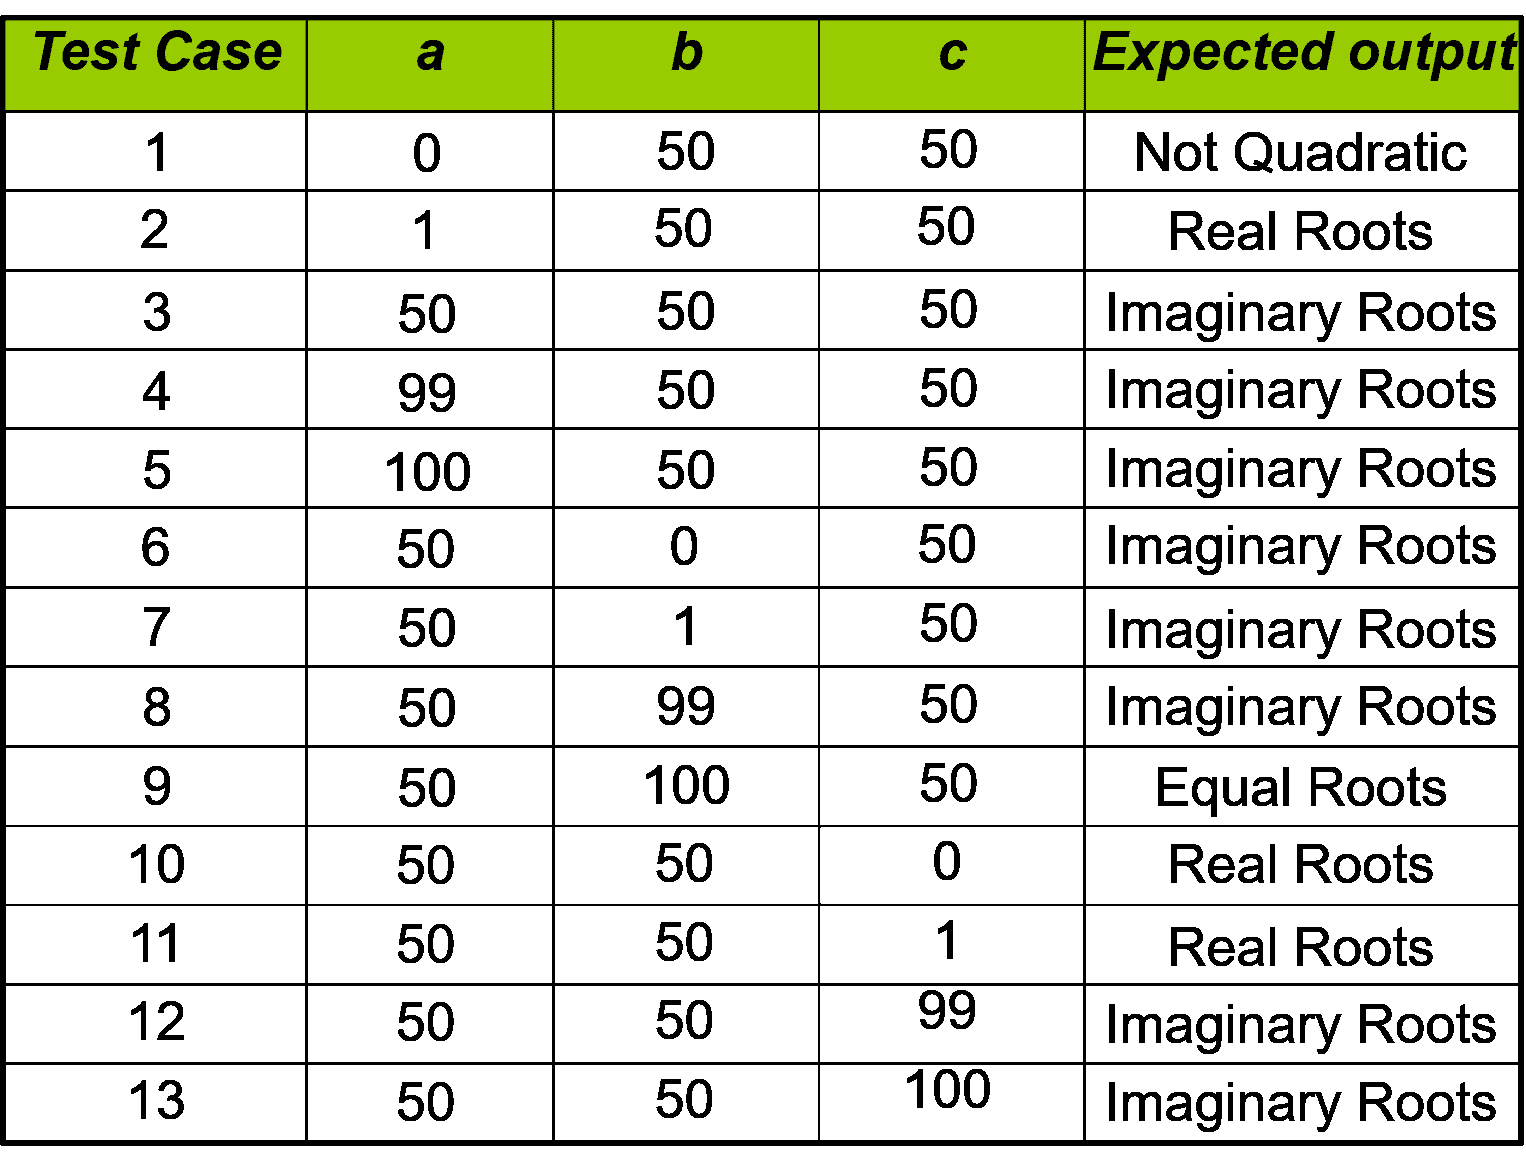 Test Case a b c Expected output
1 0 50 50 Not Quadratic
2 1 50 50 Real Roots
3 50 50 50 Imaginary Roots
4 99 50 50 Imaginary Roots
5 100 50 50 Imaginary Roots
6 50 0 50 Imaginary Roots
7 50 1 50 Imaginary Roots
8 50 99 50 Imaginary Roots
9 50 100 50 Equal Roots
10 50 50 0 Real Roots
11 50 50 1 Real Roots
12 50 50 99 Imaginary Roots
13 50 50 100 Imaginary Roots